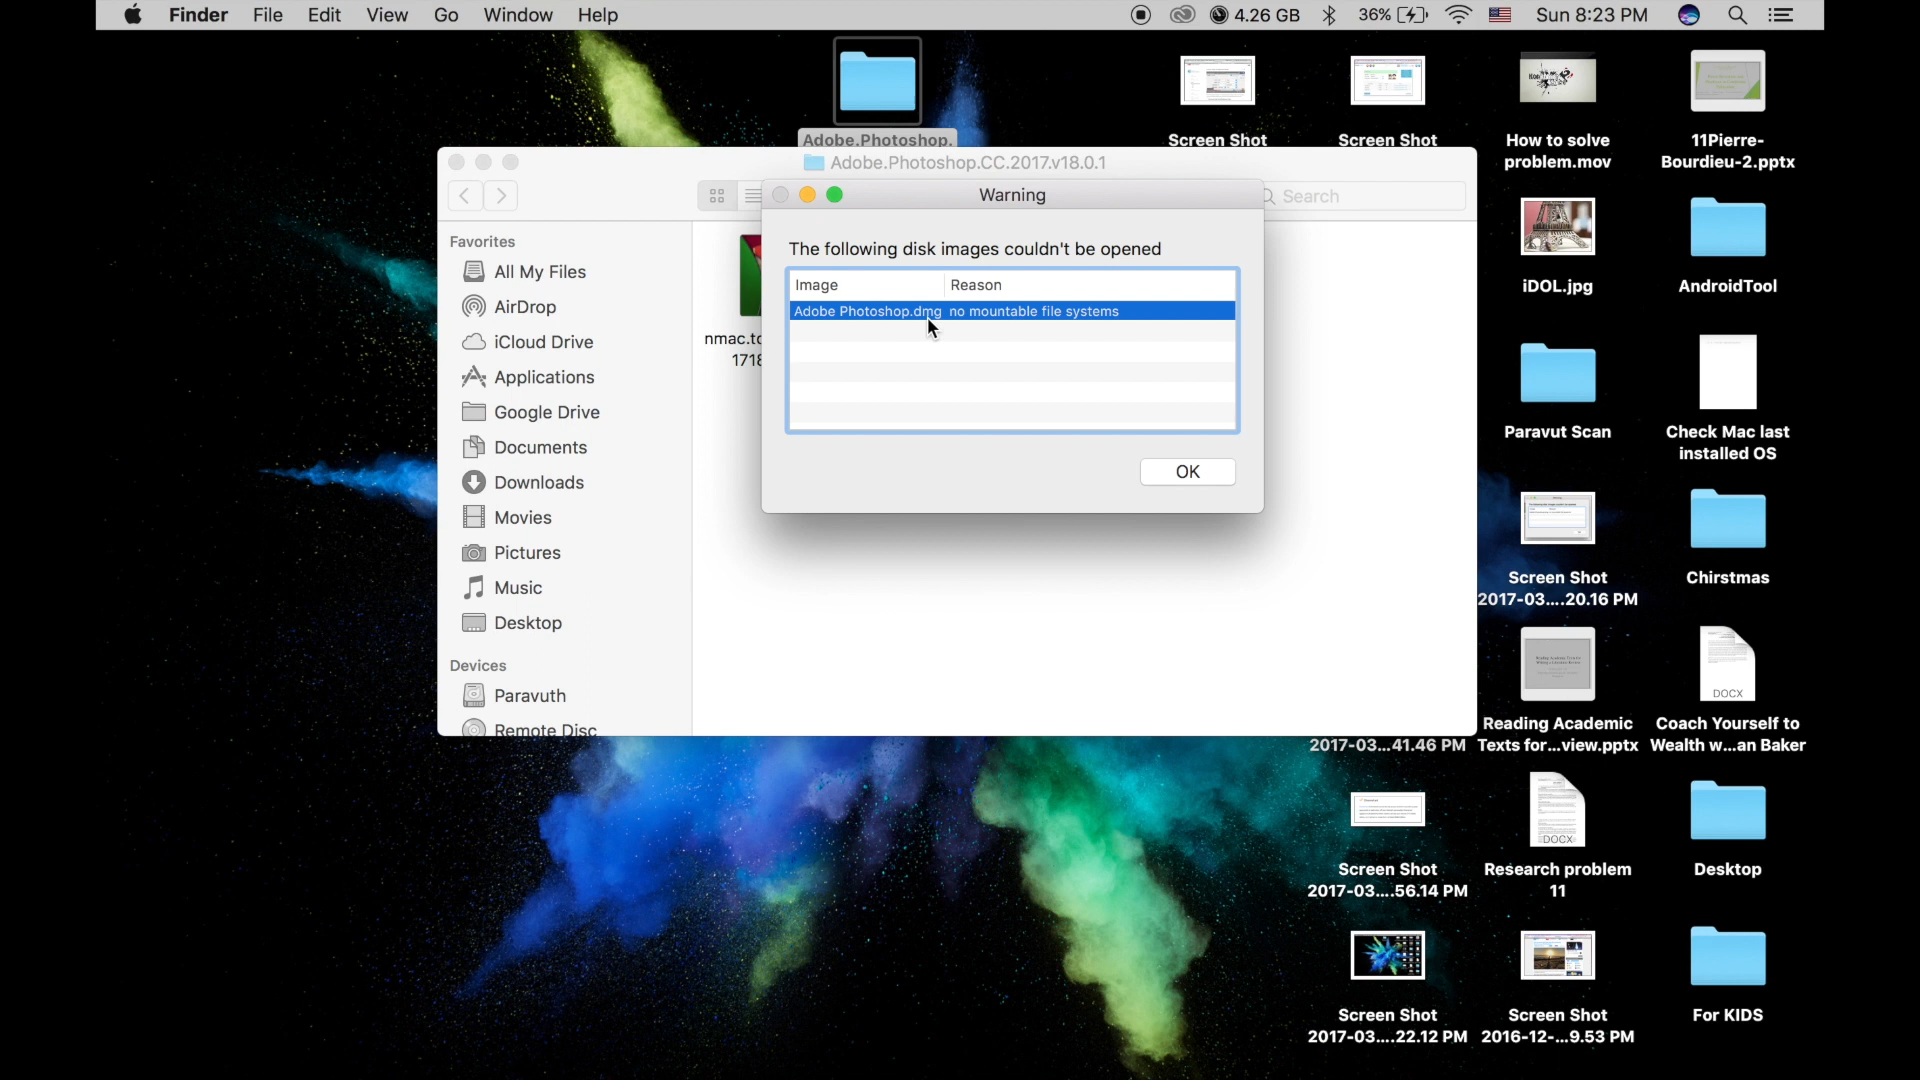 Finder File Edit View Go Window Help 4.26 GB 36% Sun 8:23 PM
Adobe.Photoshop.
Screen Shot
Screen Shot
How to solve
problem.mov
11Pierre-
Bourdieu-2.pptx
Adobe.Photoshop.CC.2017.v18.0.1
Search
Warning
The following disk images couldn't be opened
Image Reason
Adobe Photoshop.dmg no mountable file systems
OK
nmac.to
1718
Favorites
All My Files
AirDrop
iCloud Drive
Applications
Google Drive
Documents
Downloads
Movies
Pictures
Music
Desktop
Devices
Paravuth
Remote Disc
iDOL.jpg
AndroidTool
Paravut Scan
Check Mac last
installed OS
Screen Shot
2017-03....20.16 PM
Chirstmas
2017-03...41.46 PM
Reading Academic
Texts for...view.pptx
DOCX
Coach Yourself to
Wealth w...an Baker
Screen Shot
2017-03....56.14 PM
DOCX
Research problem
11
Desktop
Screen Shot
2017-03....22.12 PM
Screen Shot
2016-12-...9.53 PM
For KIDS